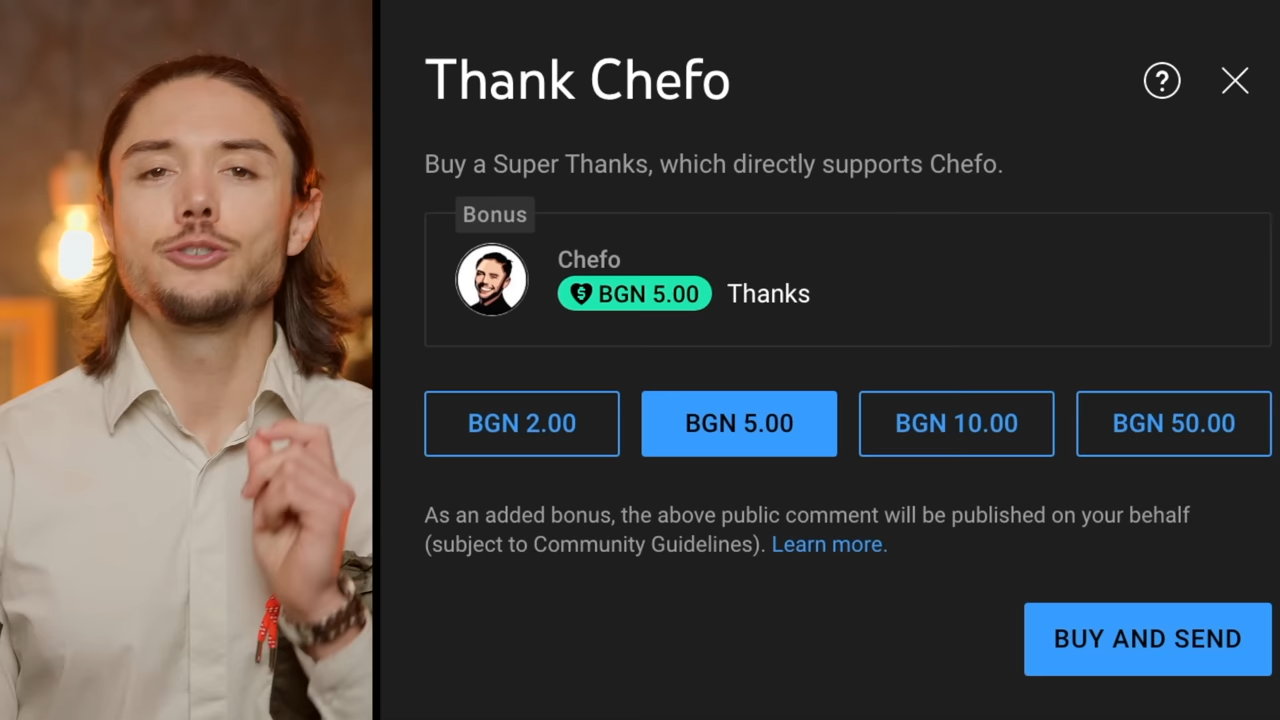 Thank Chefo
Buy a Super Thanks, which directly supports Chefo.
Bonus
Chefo
BGN 5.00 Thanks
BGN 2.00 BGN 5.00 BGN 10.00 BGN 50.00
As an added bonus, the above public comment will be published on your behalf
(subject to Community Guidelines). Learn more.
BUY AND SEND